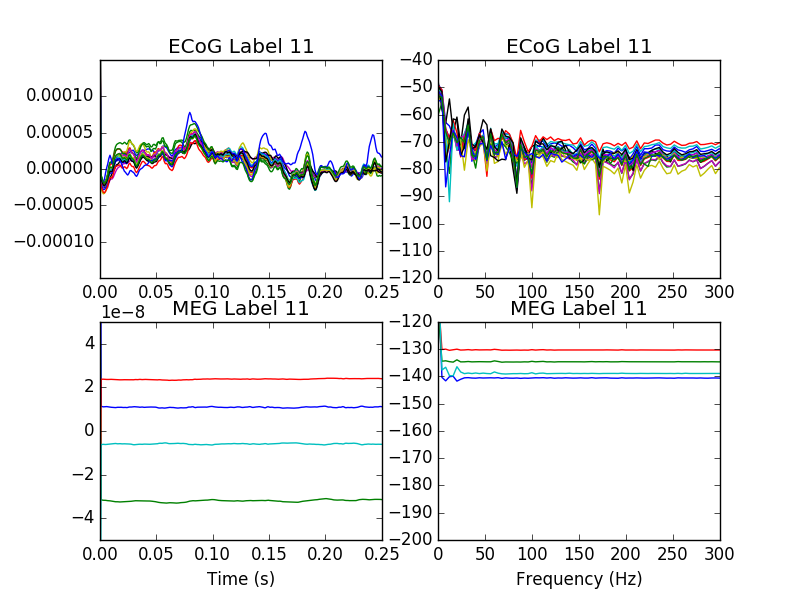 ECoG Label 11
0.00010
0.00005
0.00000
−0.00005
−0.00010
0.00 0.05 0.10 0.15 0.20 0.25
ECoG Label 11
−40
−50
−60
−70
−80
−90
−100
−110
−120
0 50 100 150 200 250 300
MEG Label 11
1e−8
4
2
0
−2
−4
0.00 0.05 0.10 0.15 0.20 0.25
Time (s)
MEG Label 11
−120
−130
−140
−150
−160
−170
−180
−190
−200
0 50 100 150 200 250 300
Frequency (Hz)